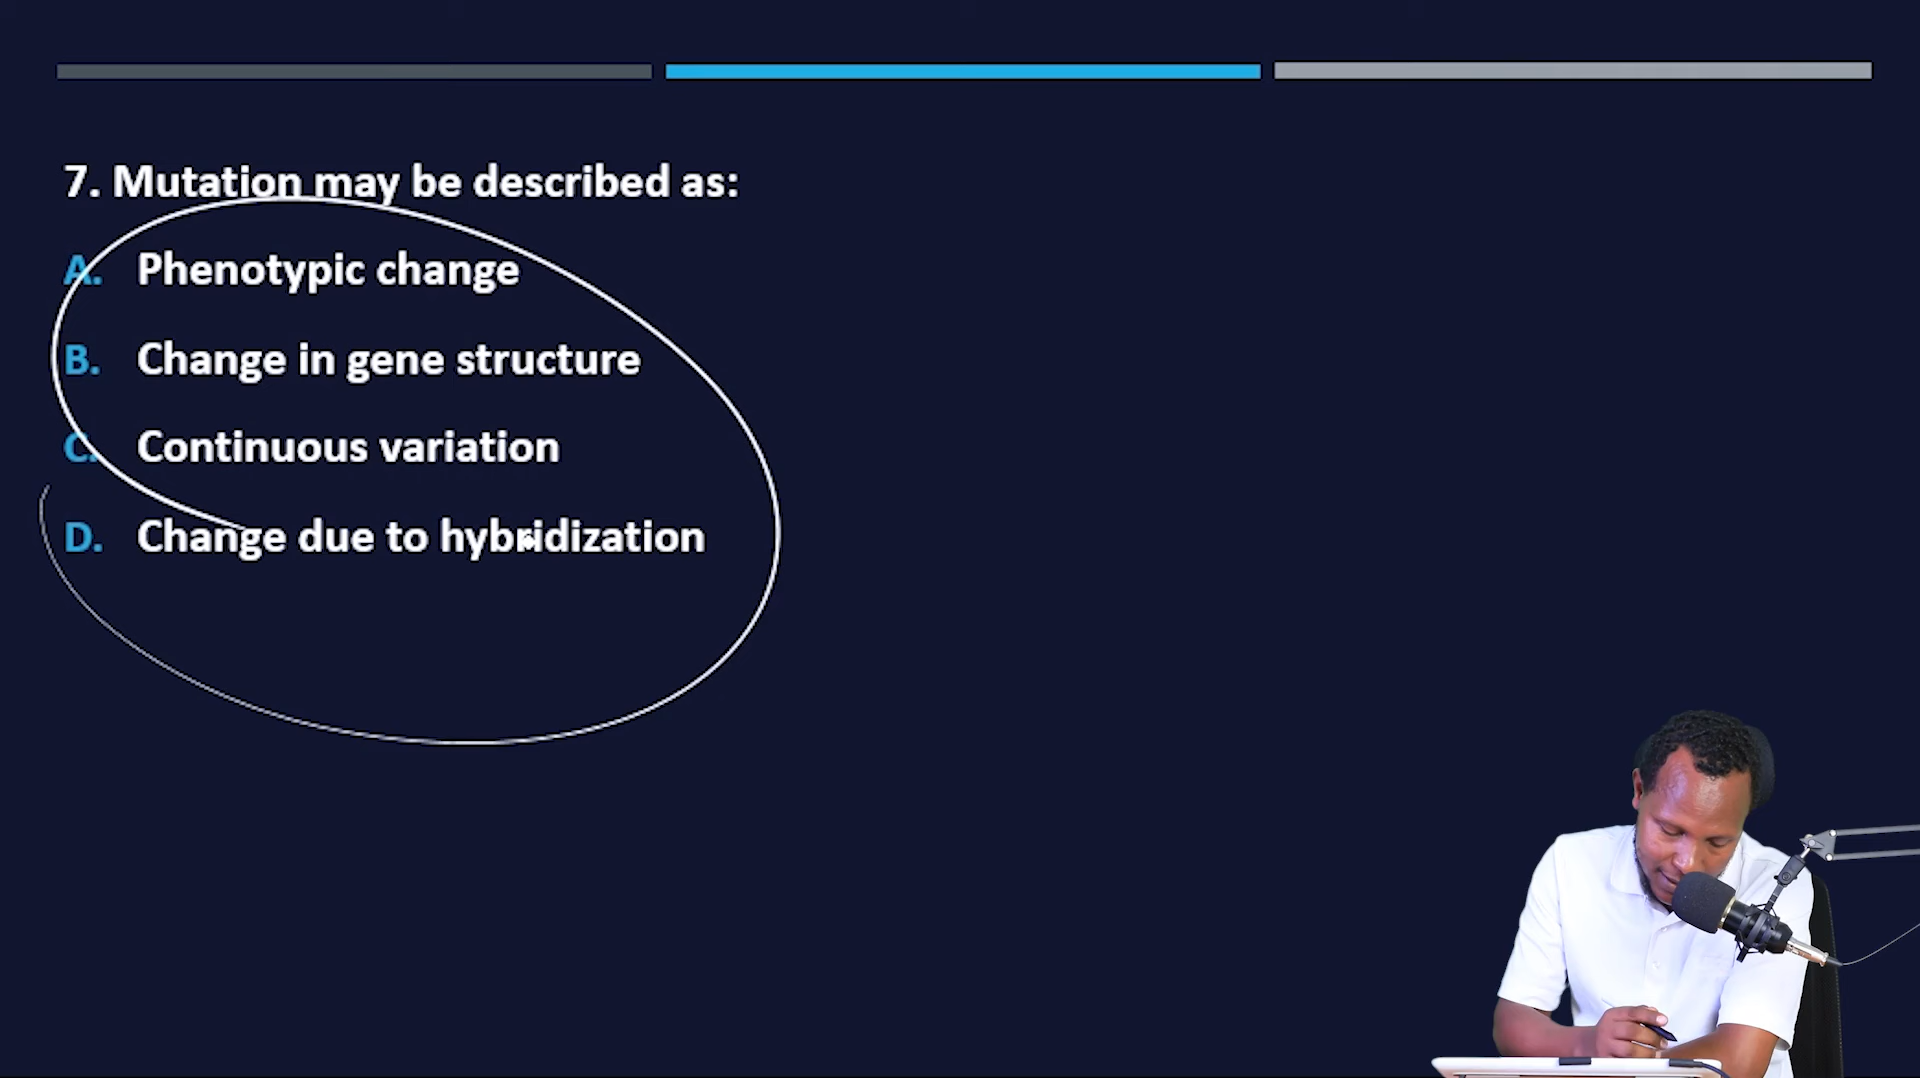 7. Mutation may be described as:
A. Phenotypic change
B. Change in gene structure
C. Continuous variation
D. Change due to hybridization